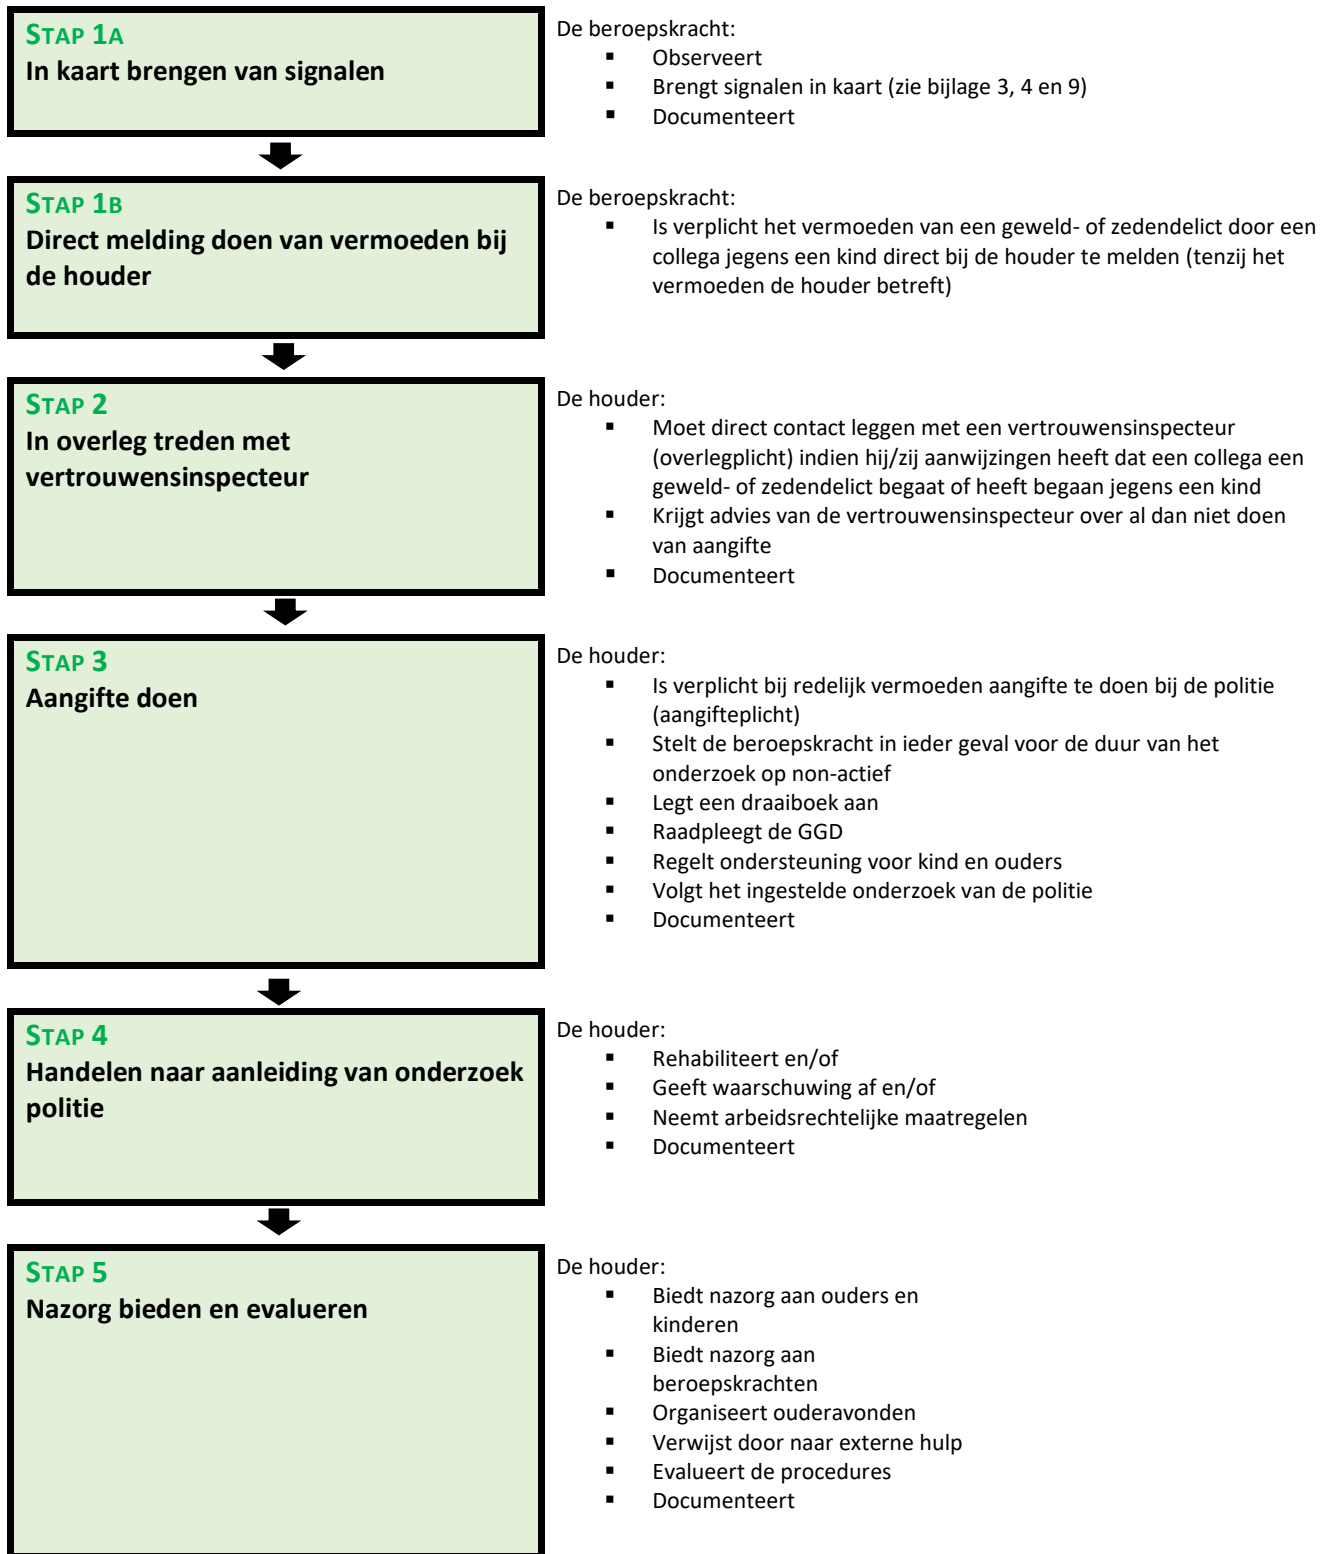 STAP 1A
In kaart brengen van signalen
De beroepskracht:
▪ Observeert
▪ Brengt signalen in kaart (zie bijlage 3, 4 en 9)
▪ Documenteert
STAP 1B
Direct melding doen van vermoeden bij
de houder
De beroepskracht:
▪ Is verplicht het vermoeden van een geweld- of zedendelict door een
collega jegens een kind direct bij de houder te melden (tenzij het
vermoeden de houder betreft)
STAP 2
In overleg treden met
vertrouwensinspecteur
De houder:
▪ Moet direct contact leggen met een vertrouwensinspecteur
(overlegplicht) indien hij/zij aanwijzingen heeft dat een collega een
geweld- of zedendelict begaat of heeft begaan jegens een kind
▪ Krijgt advies van de vertrouwensinspecteur over al dan niet doen
van aangifte
▪ Documenteert
STAP 3
Aangifte doen
De houder:
▪ Is verplicht bij redelijk vermoeden aangifte te doen bij de politie
(aangifteplicht)
▪ Stelt de beroepskracht in ieder geval voor de duur van het
onderzoek op non-actief
▪ Legt een draaiboek aan
▪ Raadpleegt de GGD
▪ Regelt ondersteuning voor kind en ouders
▪ Volgt het ingestelde onderzoek van de politie
▪ Documenteert
STAP 4
Handelen naar aanleiding van onderzoek
politie
De houder:
▪ Rehabiliteert en/of
▪ Geeft waarschuwing af en/of
▪ Neemt arbeidsrechtelijke maatregelen
▪ Documenteert
STAP 5
Nazorg bieden en evalueren
De houder:
▪ Biedt nazorg aan ouders en
kinderen
▪ Biedt nazorg aan
beroepskrachten
▪ Organiseert ouderavonden
▪ Verwijst door naar externe hulp
▪ Evalueert de procedures
▪ Documenteert